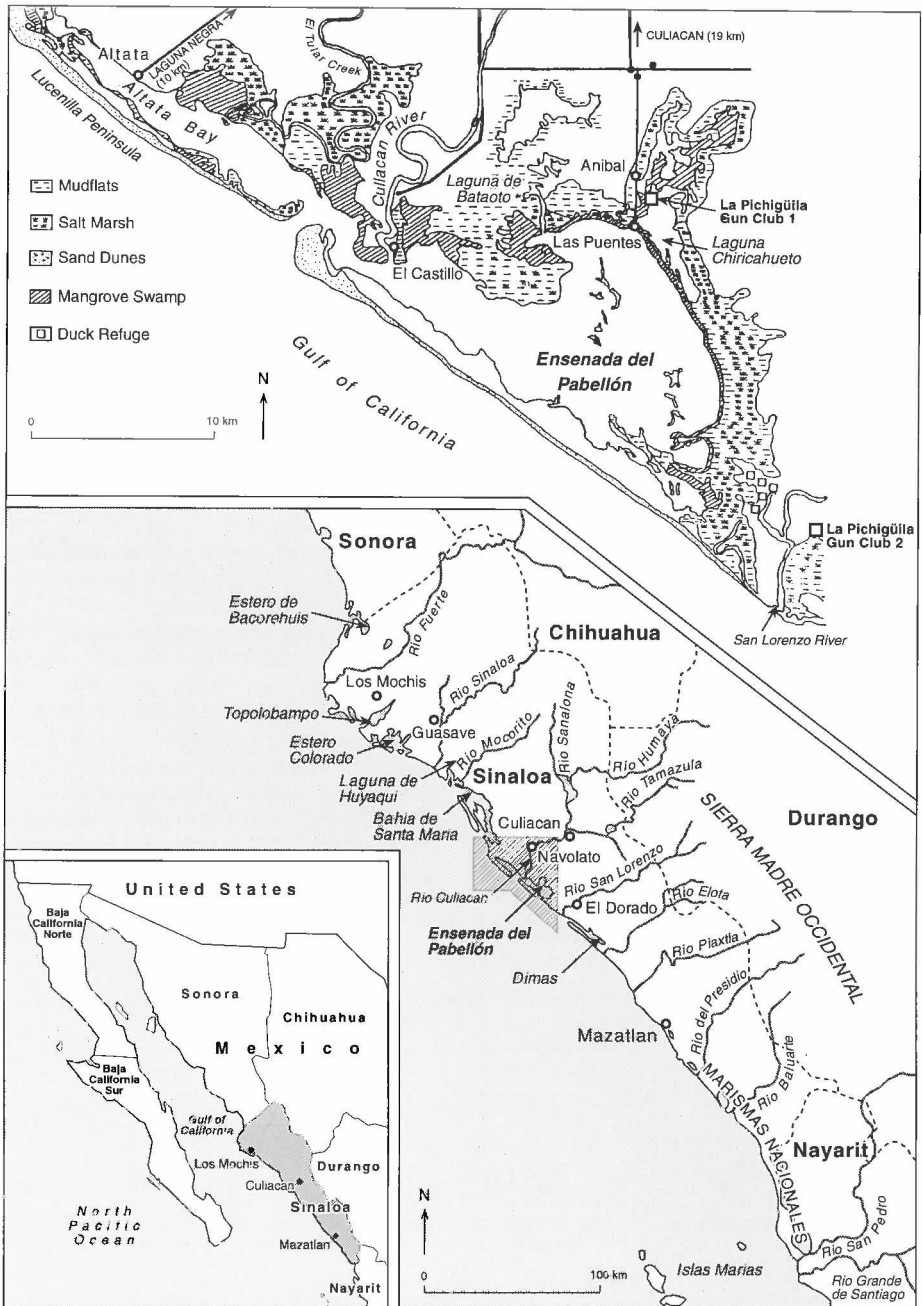 Altata
LAGUNA NEGRA
(10 km)
El Tular Creek
CULIACAN (19 km)
Lucenilla Peninsula
Altata Bay
Culiacan River
Mudflats
Salt Marsh
Sand Dunes
Mangrove Swamp
Duck Refuge
Laguna de
Bataoto
Anibal
La Pichigüila
Gun Club 1
Las Puentes
Laguna
Chiricahueto
El Castillo
Gulf of California
Ensenada del
Pabellón
N
0 10 km
La Pichigüila
Gun Club 2
San Lorenzo River
Sonora
Estero de
Bacorehuis
Rio Fuerte
Chihuahua
Los Mochis
Rio Sinaloa
Topolobampo
Guasave
Estero
Colorado
Rio Mocorito
Rio Sanalona
Rio Humaya
Laguna de
Huyaqui
Sinaloa
Rio Tamazula
Bahia de
Santa Maria
Culiacan
Durango
SIERRA MADRE OCCIDENTAL
Navolato
Rio San Lorenzo
Rio Culiacan
El Dorado
Rio Elota
Ensenada del
Pabellón
Rio Piaxtla
Dimas
Rio del Presidio
Mazatlan
Rio Baluarte
MARISMAS NACIONALES
Nayarit
Rio San Pedro
Rio Grande
de Santiago
Islas Marias
N
0 100 km
United States
Baja
California
Norte
Sonora
Chihuahua
Mexico
Baja
California
Sur
Gulf of
California
Los Mochis
Durango
Culiacan
Sinaloa
North
Pacific
Ocean
Mazatlan
Nayarit